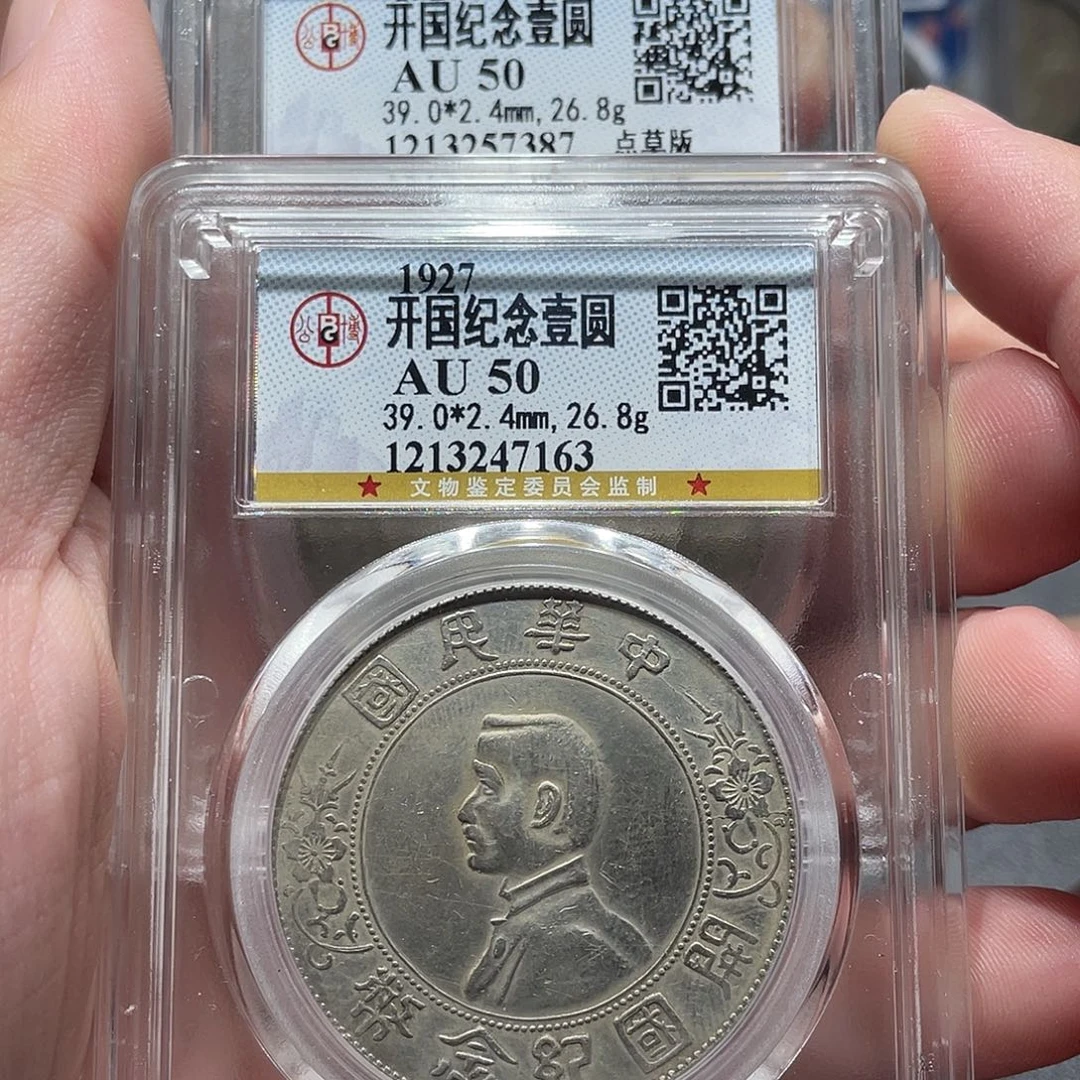 开国纪念壹圆
AU 50
39.0*2.4mm,26.8g
1213257387 点草版
1927
公 博
开国纪念壹圆
AU 50
39.0*2.4mm,26.8g
1213247163
★ 文物鉴定委员会监制 ★
中華民國
開國紀念幣